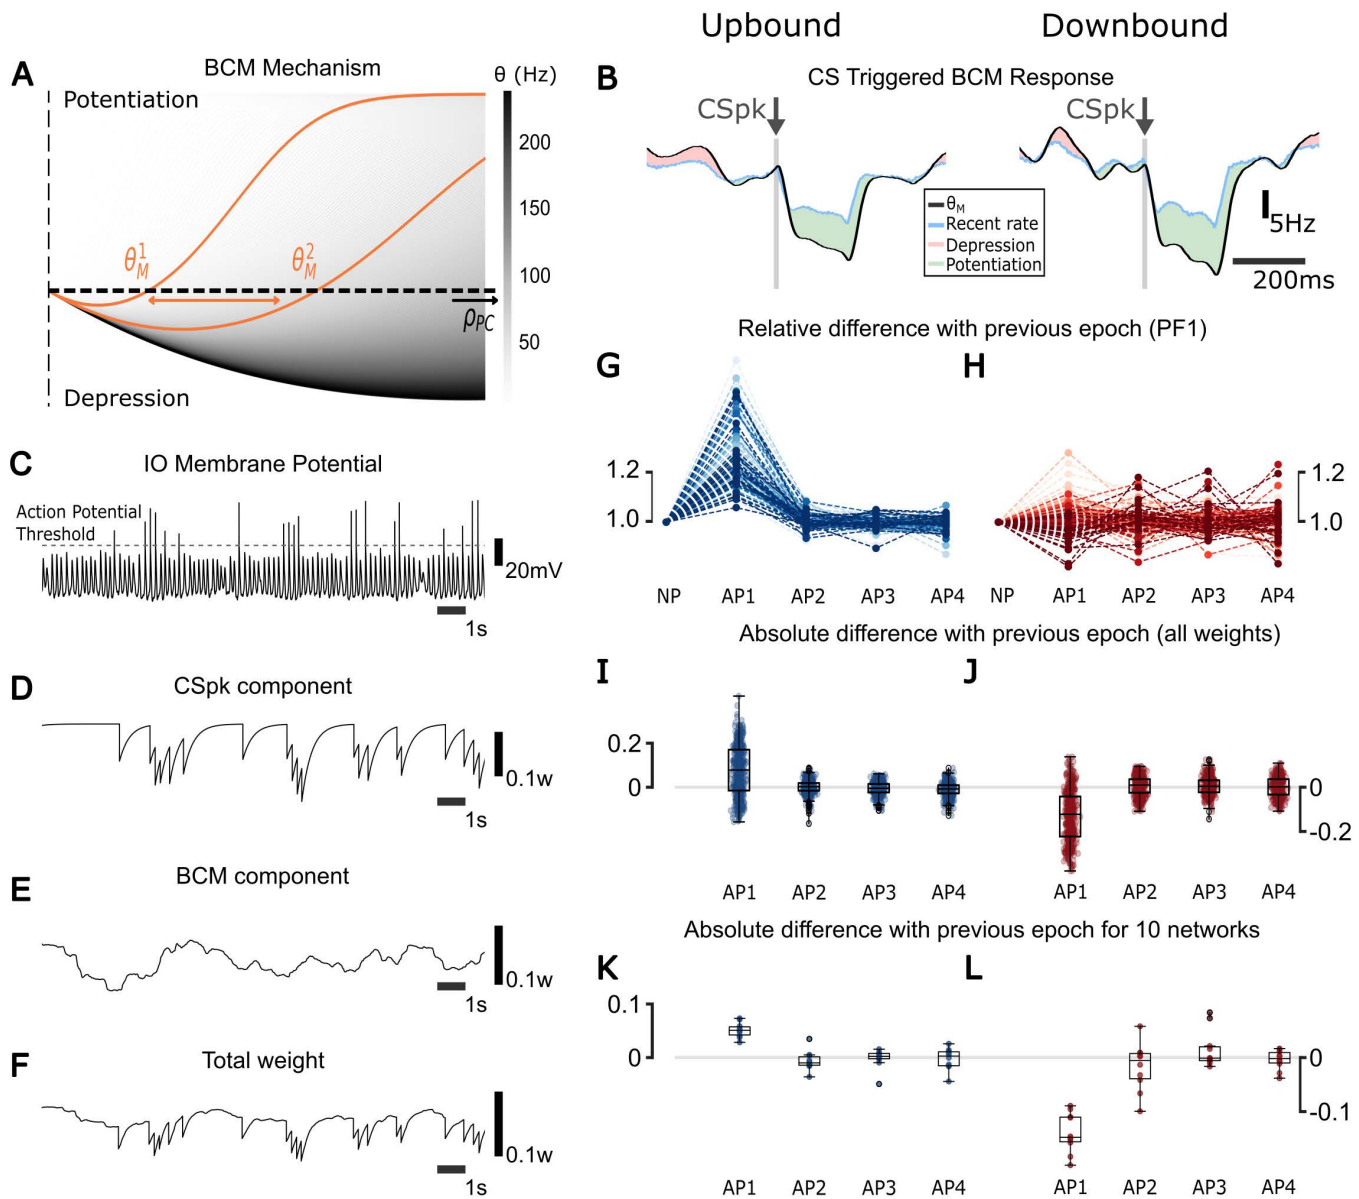 Upbound
Downbound
A
BCM Mechanism
θ (Hz)
Potentiation
200
150
100
50
θ¹M
θ²M
ρPC
Depression
B
CS Triggered BCM Response
CSpk
CSpk
θM
Recent rate
Depression
Potentiation
5Hz
200ms
C
IO Membrane Potential
Action Potential
Threshold
20mV
1s
D
CSpk component
0.1w
1s
E
BCM component
0.1w
1s
F
Total weight
0.1w
1s
Relative difference with previous epoch (PF1)
G
1.2
1.0
NP AP1 AP2 AP3 AP4
H
1.2
1.0
NP AP1 AP2 AP3 AP4
Absolute difference with previous epoch (all weights)
I
0.2
0
AP1 AP2 AP3 AP4
J
0
-0.2
AP1 AP2 AP3 AP4
Absolute difference with previous epoch for 10 networks
K
0.1
0
AP1 AP2 AP3 AP4
L
0
-0.1
AP1 AP2 AP3 AP4